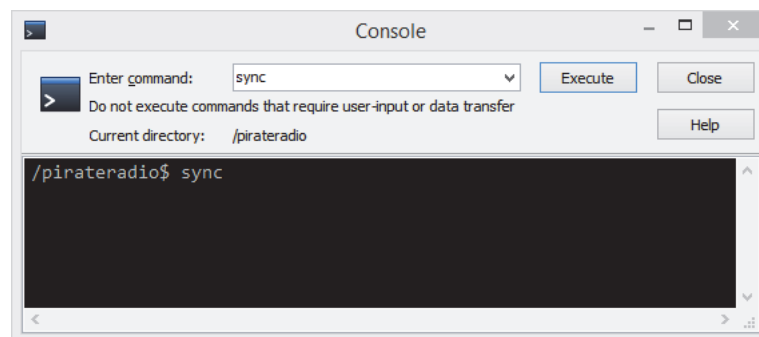 Console
Enter command: sync Execute Close
Do not execute commands that require user-input or data transfer
Help
Current directory: /pirateradio
/pirateradio$ sync